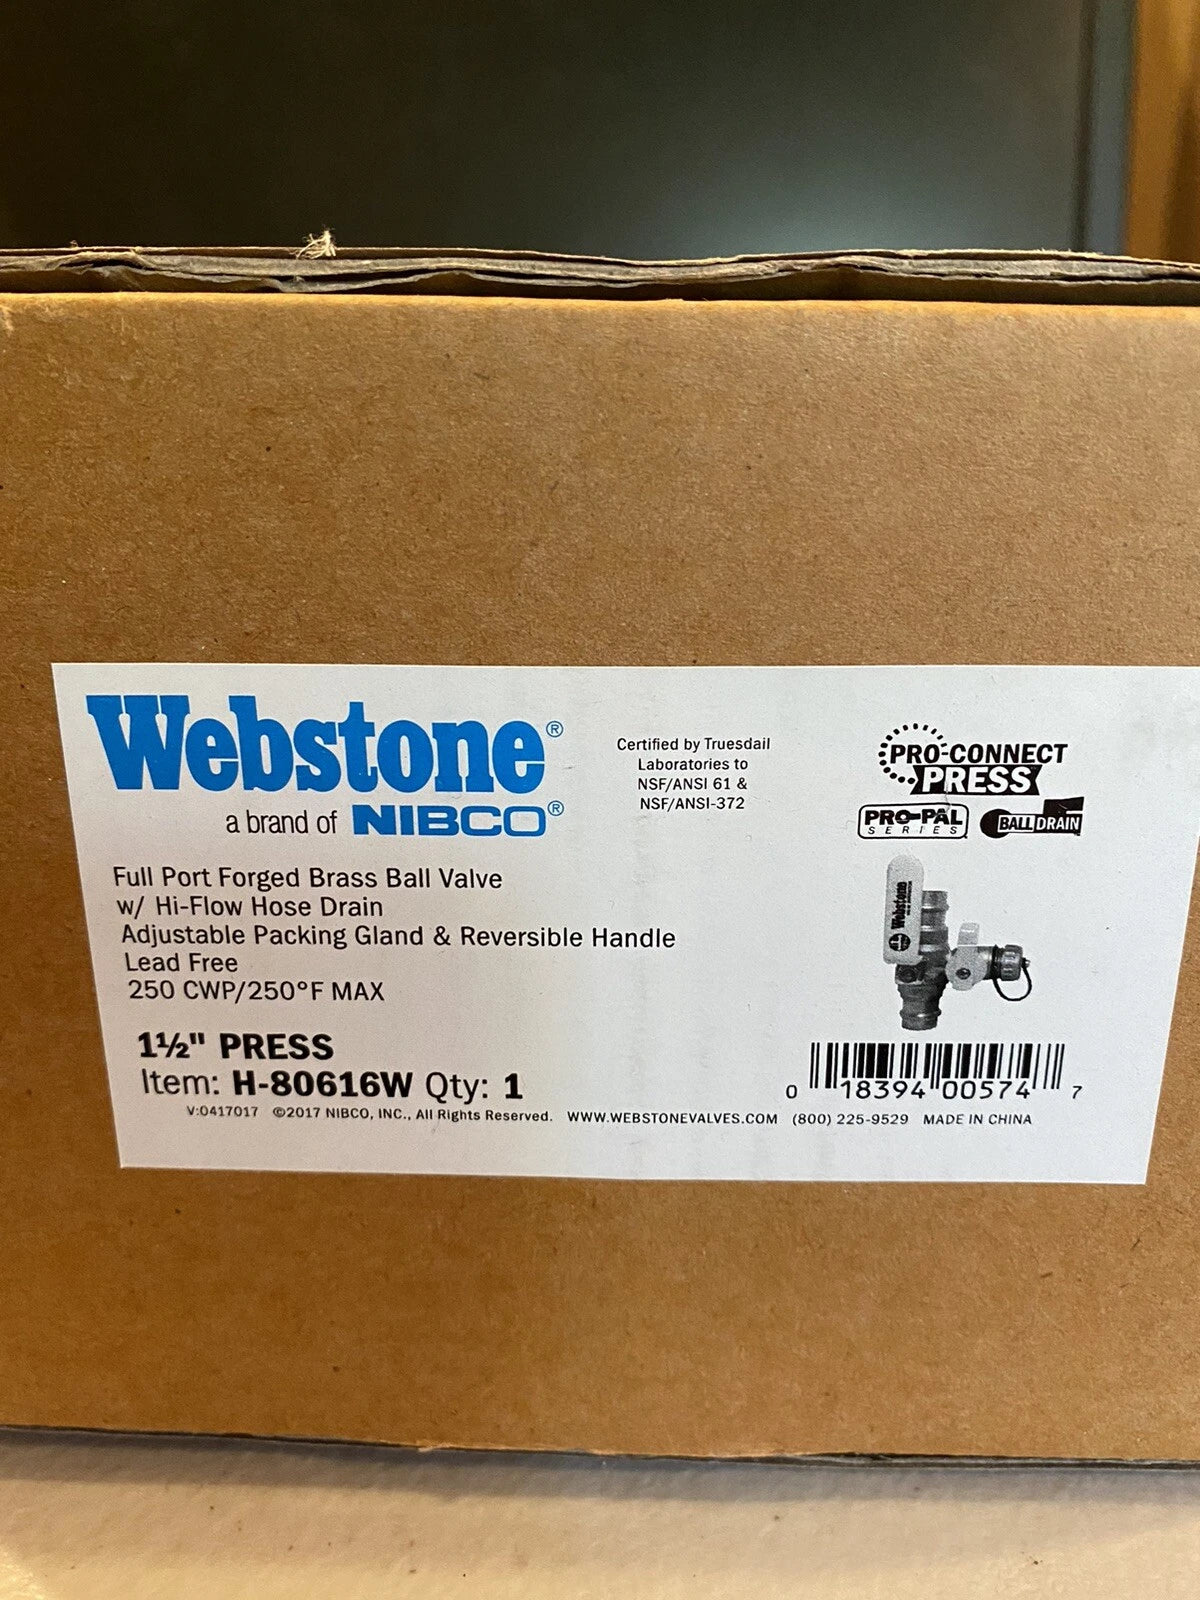 Webstone®
a brand of NIBCO®
Certified by Truesdail
Laboratories to
NSF/ANSI 61 &
NSF/ANSI-372
PRO-CONNECT
PRESS
PRO-PAL
SERIES
BALL DRAIN
Full Port Forged Brass Ball Valve
w/ Hi-Flow Hose Drain
Adjustable Packing Gland & Reversible Handle
Lead Free
250 CWP/250°F MAX
Webstone
1½" PRESS
Item: H-80616W Qty: 1
0 18394 00574 7
V:0417017 ©2017 NIBCO, INC., All Rights Reserved. WWW.WEBSTONEVALVES.COM (800) 225-9529 MADE IN CHINA